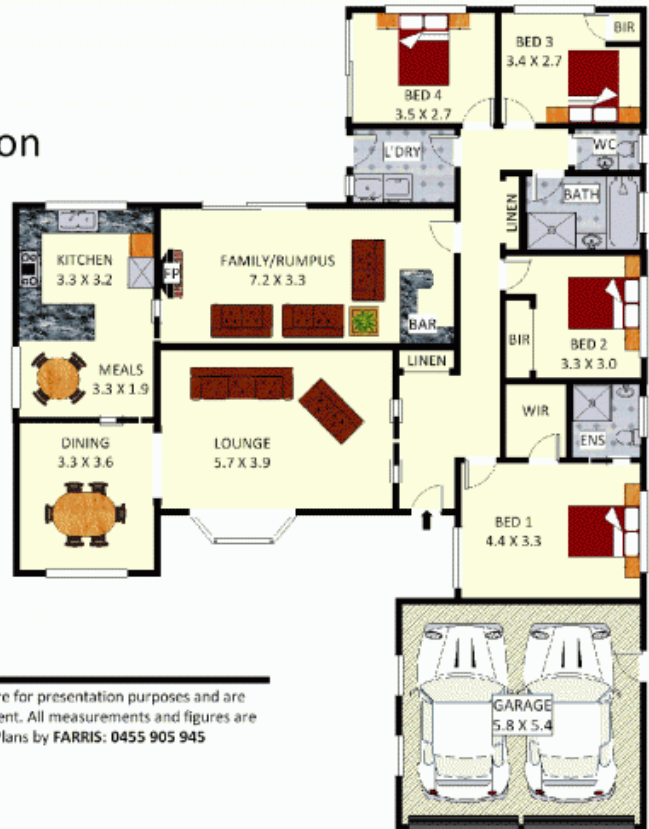 on
BED 4
3.5 X 2.7
BED 3
3.4 X 2.7
BIR
L'DRY
WC
BATH
LINEN
KITCHEN
3.3 X 3.2
FP
FAMILY/RUMPUS
7.2 X 3.3
BAR
BED 2
3.3 X 3.0
BIR
MEALS
3.3 X 1.9
LINEN
WIR
ENS
DINING
3.3 X 3.6
LOUNGE
5.7 X 3.9
BED 1
4.4 X 3.3
GARAGE
5.8 X 5.4
re for presentation purposes and are
ent. All measurements and figures are
Plans by FARRIS: 0455 905 945